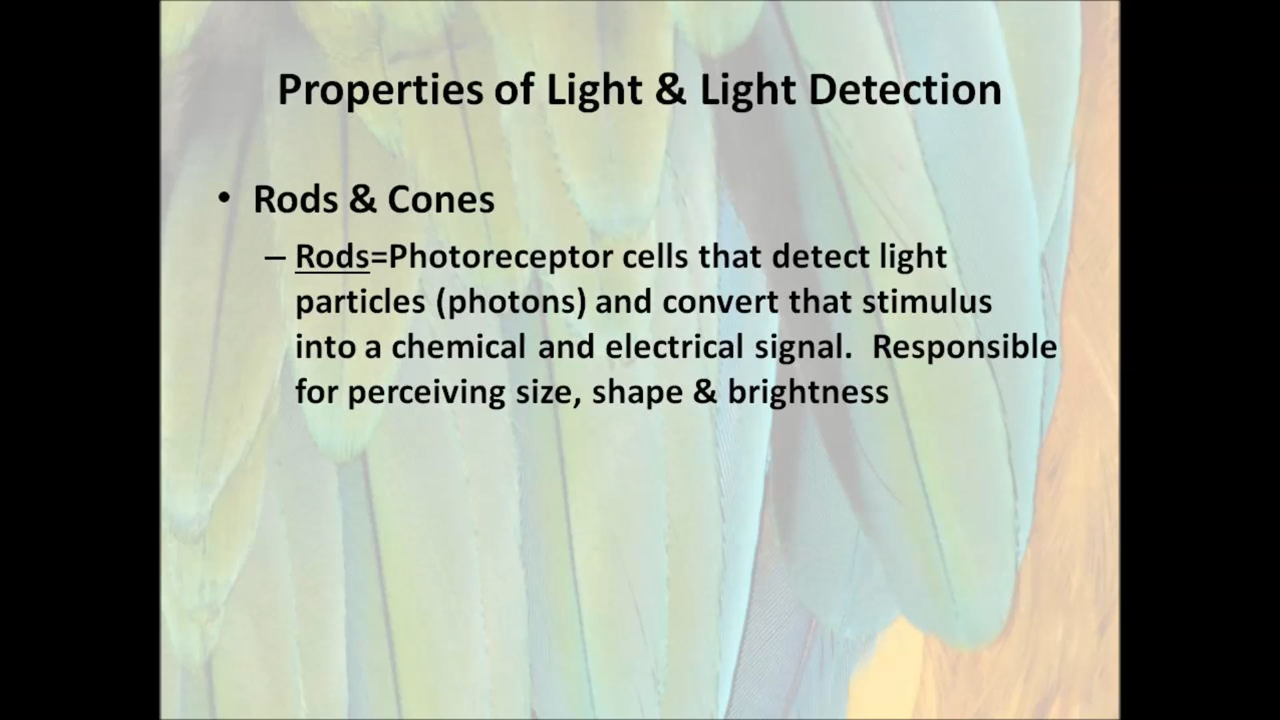 Properties of Light & Light Detection
• Rods & Cones
– Rods=Photoreceptor cells that detect light
particles (photons) and convert that stimulus
into a chemical and electrical signal.  Responsible
for perceiving size, shape & brightness